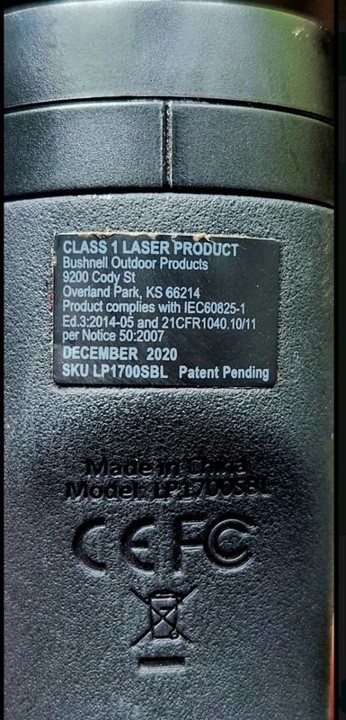 CLASS 1 LASER PRODUCT
Bushnell Outdoor Products
9200 Cody St
Overland Park, KS 66214
Product complies with IEC60825-1
Ed.3:2014-05 and 21CFR1040.10/11
per Notice 50:2007
DECEMBER 2020
SKU LP1700SBL Patent Pending
Made in China
Model: LP1700SBL
CE FC